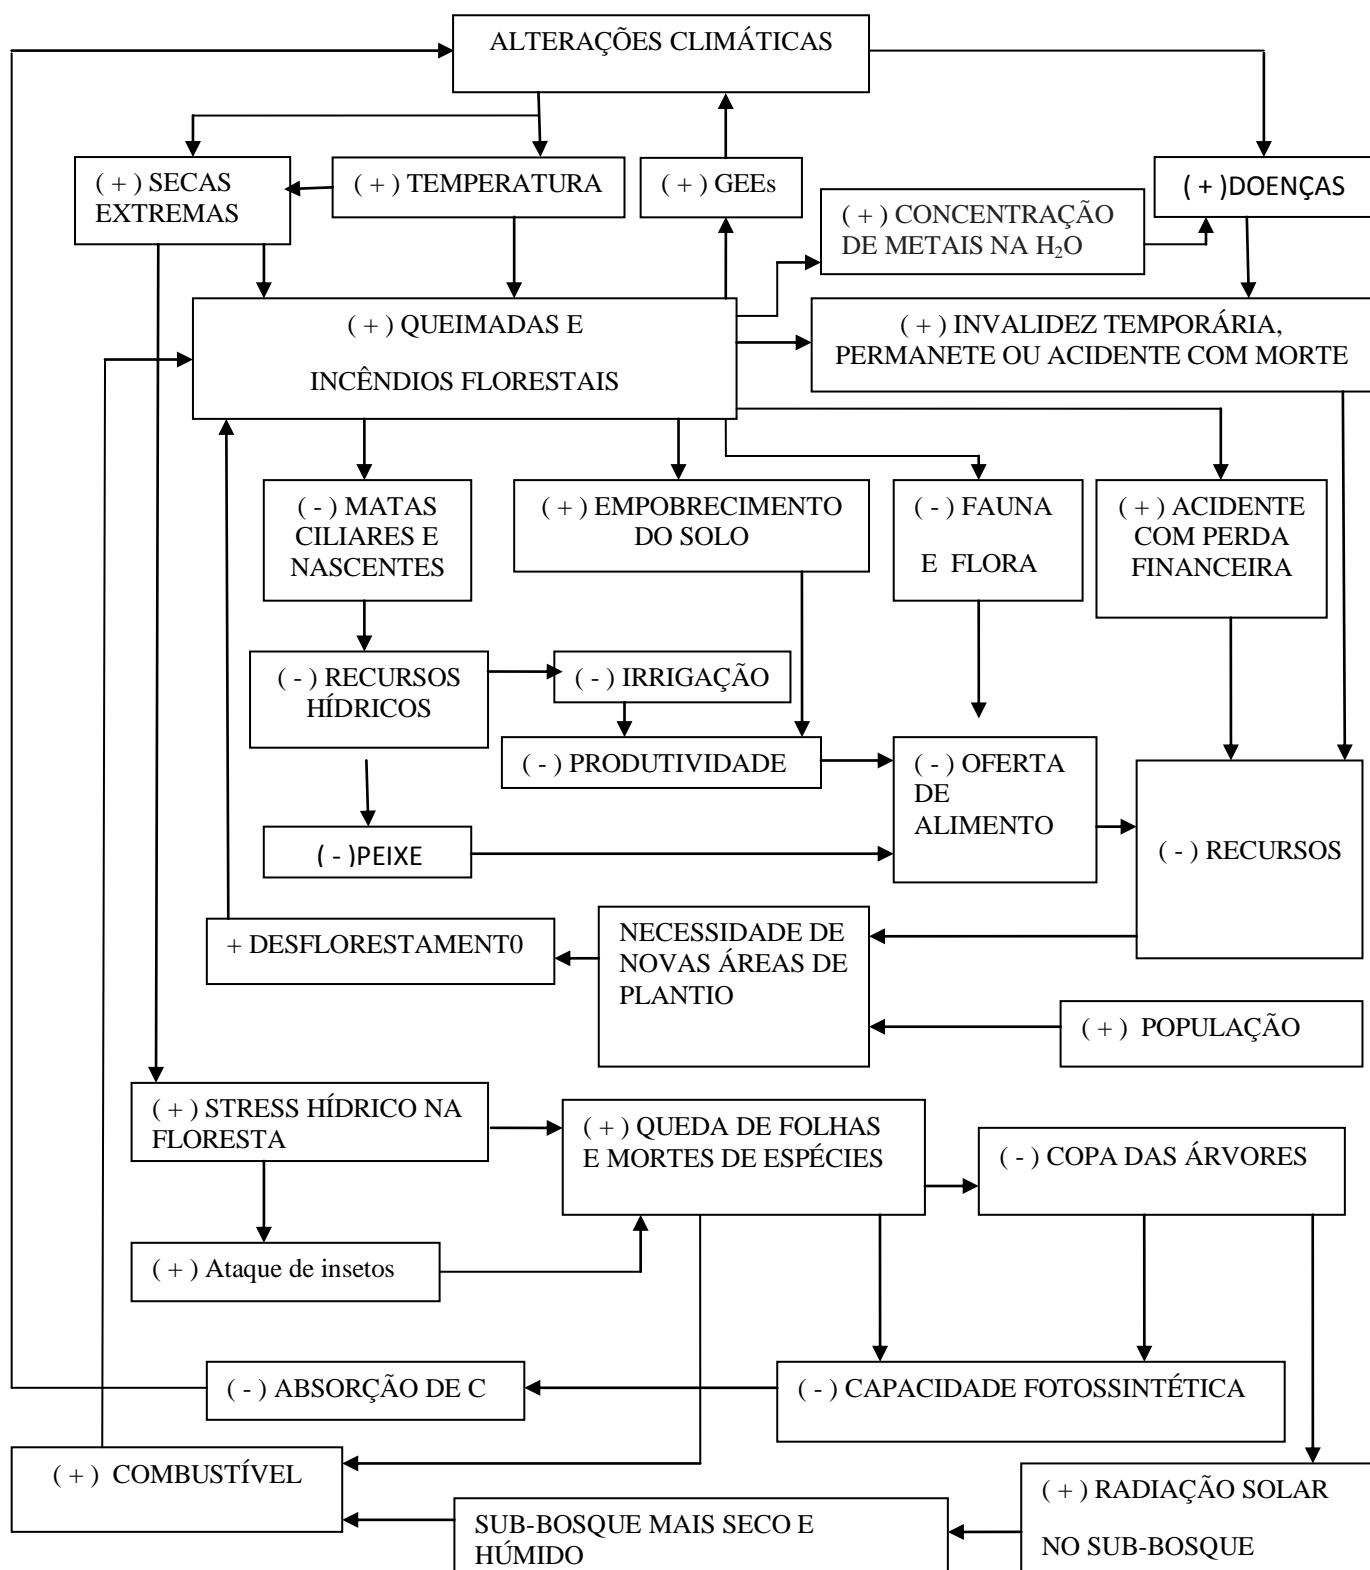 ALTERAÇÕES CLIMÁTICAS
( + ) SECAS
EXTREMAS
( + ) TEMPERATURA
( + ) GEEs
( + ) CONCENTRAÇÃO
DE METAIS NA H₂O
( + )DOENÇAS
( + ) QUEIMADAS E
INCÊNDIOS FLORESTAIS
( + ) INVALIDEZ TEMPORÁRIA,
PERMANETE OU ACIDENTE COM MORTE
( - ) MATAS
CILIARES E
NASCENTES
( + ) EMPOBRECIMENTO
DO SOLO
( - ) FAUNA
E FLORA
( + ) ACIDENTE
COM PERDA
FINANCEIRA
( - ) RECURSOS
HÍDRICOS
( - ) IRRIGAÇÃO
( - ) PRODUTIVIDADE
( - ) OFERTA
DE
ALIMENTO
( - ) RECURSOS
( - )PEIXE
+ DESFLORESTAMENT0
NECESSIDADE DE
NOVAS ÁREAS DE
PLANTIO
( + ) POPULAÇÃO
( + ) STRESS HÍDRICO NA
FLORESTA
( + ) QUEDA DE FOLHAS
E MORTES DE ESPÉCIES
( - ) COPA DAS ÁRVORES
( + ) Ataque de insetos
( - ) ABSORÇÃO DE C
( - ) CAPACIDADE FOTOSSINTÉTICA
( + ) COMBUSTÍVEL
SUB-BOSQUE MAIS SECO E
HÚMIDO
( + ) RADIAÇÃO SOLAR
NO SUB-BOSQUE